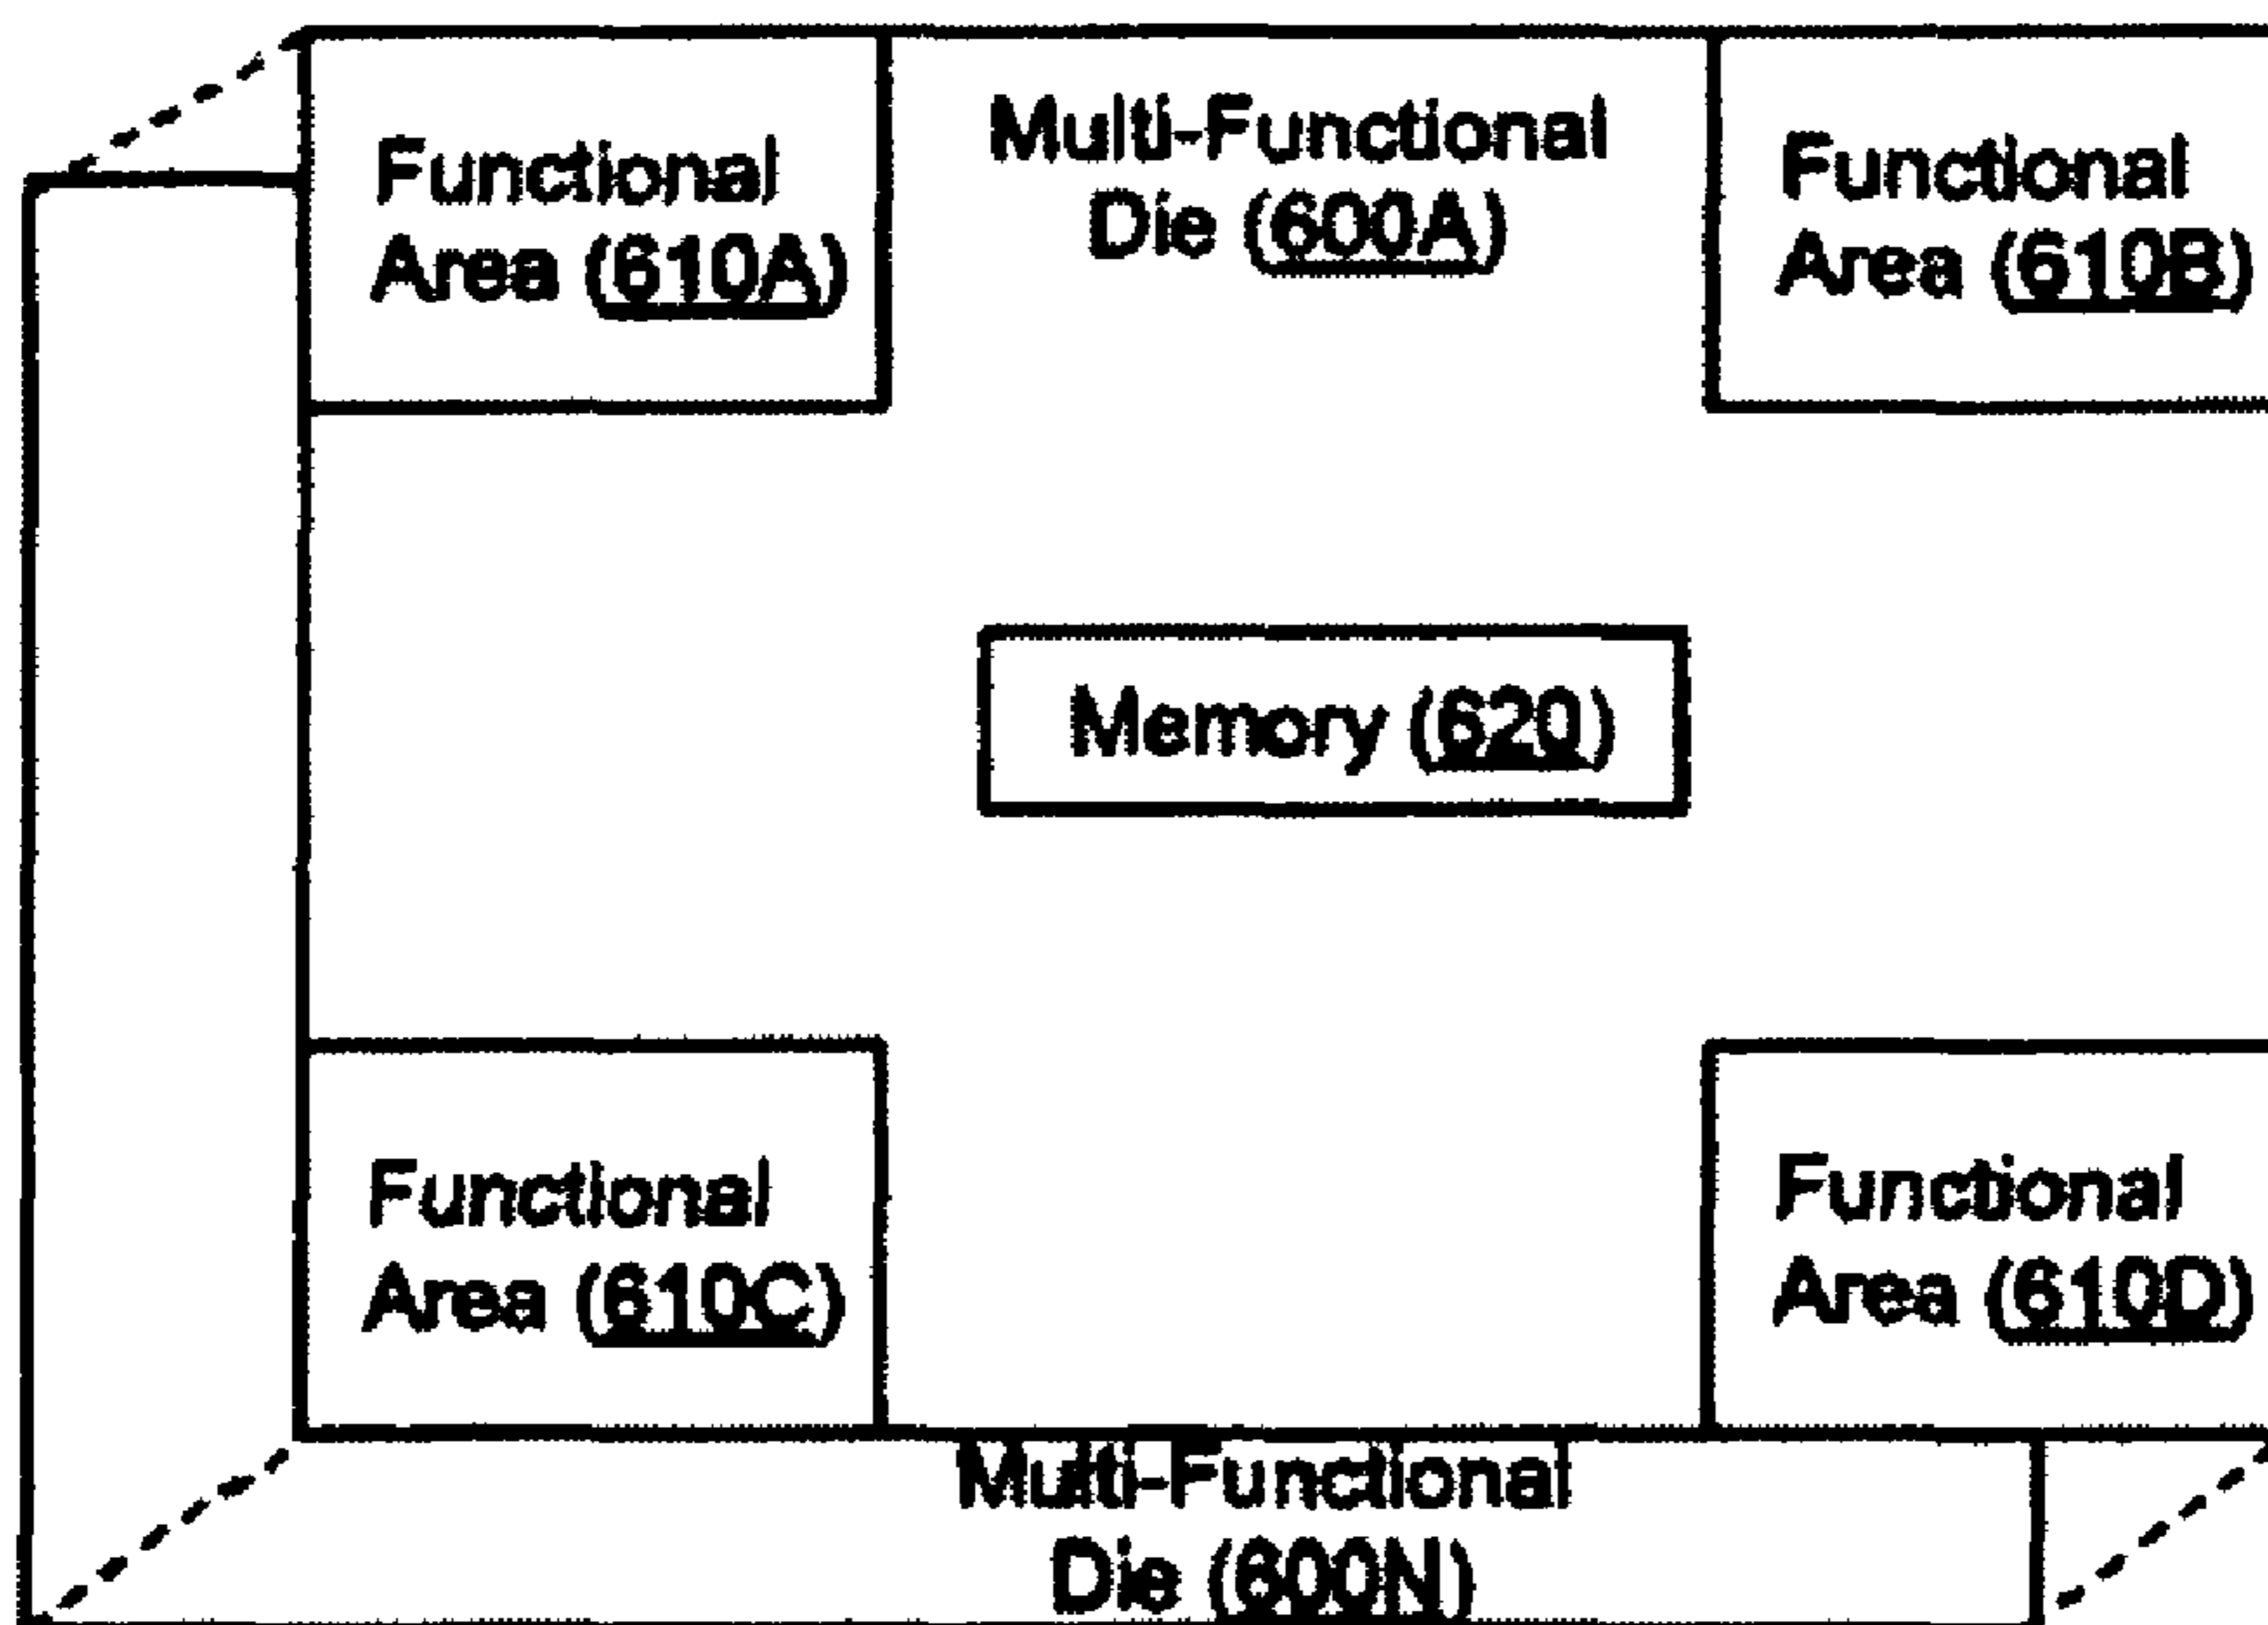 Functional
Area (610A)
Multi-Functional
Die (600A)
Functional
Area (610B)
Memory (620)
Functional
Area (610C)
Functional
Area (610D)
Multi-Functional
Die (600N)